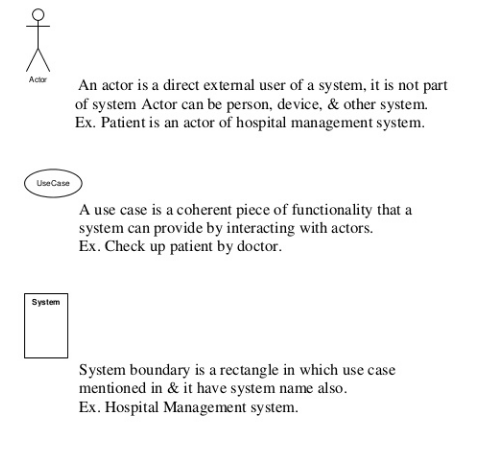 Actor
An actor is a direct external user of a system, it is not part
of system Actor can be person, device, & other system.
Ex. Patient is an actor of hospital management system.
UseCase
A use case is a coherent piece of functionality that a
system can provide by interacting with actors.
Ex. Check up patient by doctor.
System
System boundary is a rectangle in which use case
mentioned in & it have system name also.
Ex. Hospital Management system.